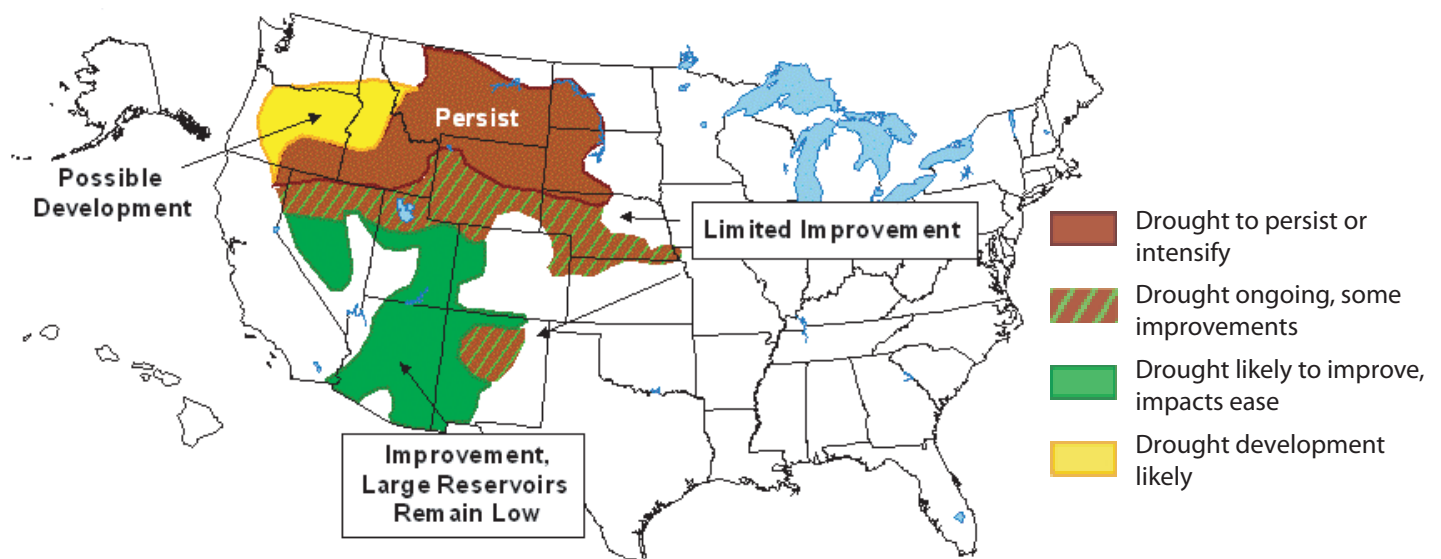 Persist
Possible
Development
Limited Improvement
Improvement,
Large Reservoirs
Remain Low
Drought to persist or
intensify
Drought ongoing, some
improvements
Drought likely to improve,
impacts ease
Drought development
likely